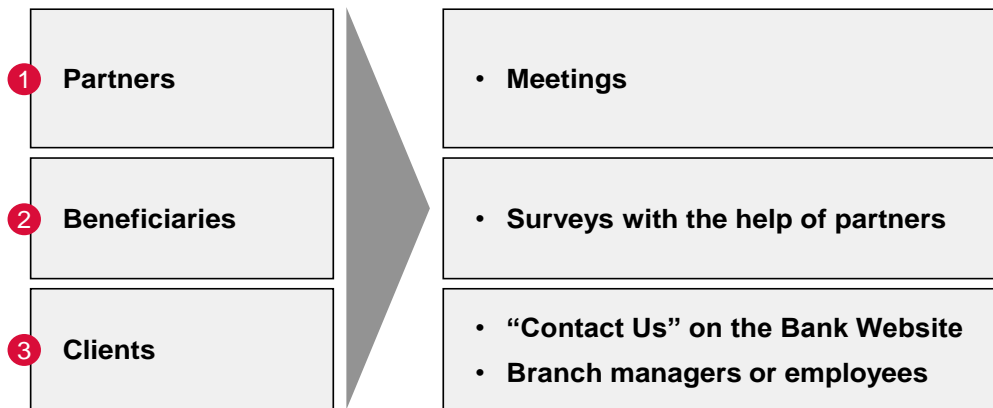 1 Partners
• Meetings
2 Beneficiaries
• Surveys with the help of partners
3 Clients
• “Contact Us” on the Bank Website
• Branch managers or employees